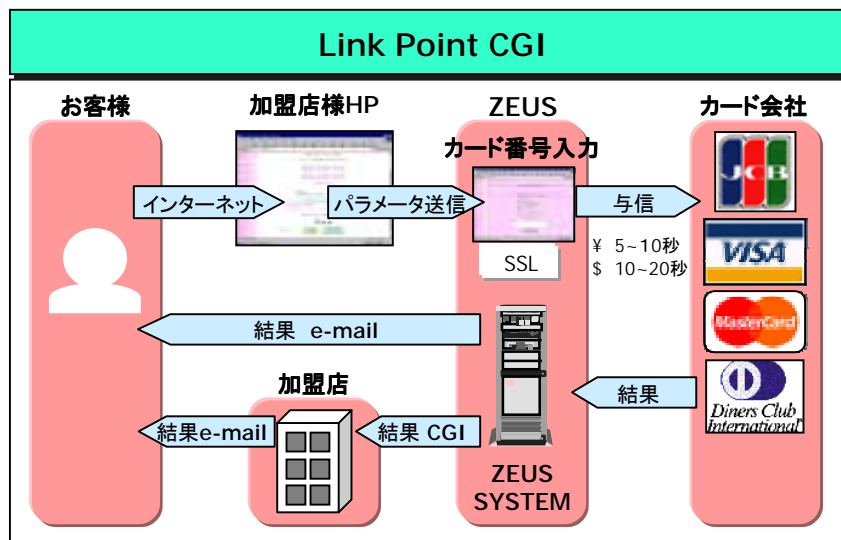 Link Point CGI
お客様
加盟店様HP
ZEUS
カード会社
カード番号入力
JCB
インターネット
パラメータ送信
与信
SSL
¥ 5~10秒
$ 10~20秒
VISA
MasterCard
結果 e-mail
加盟店
結果
Diners Club
International
結果e-mail
結果 CGI
ZEUS
SYSTEM